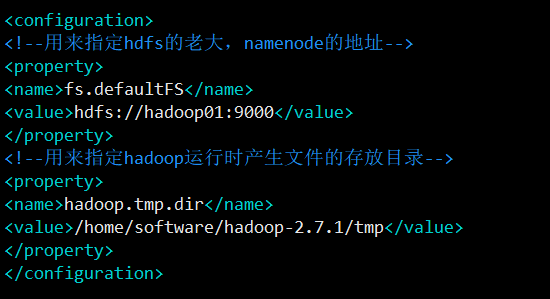 <configuration>
<!--用来指定hdfs的老大，namenode的地址-->
<property>
<name>fs.defaultFS</name>
<value>hdfs://hadoop01:9000</value>
</property>
<!--用来指定hadoop运行时产生文件的存放目录-->
<property>
<name>hadoop.tmp.dir</name>
<value>/home/software/hadoop-2.7.1/tmp</value>
</property>
</configuration>